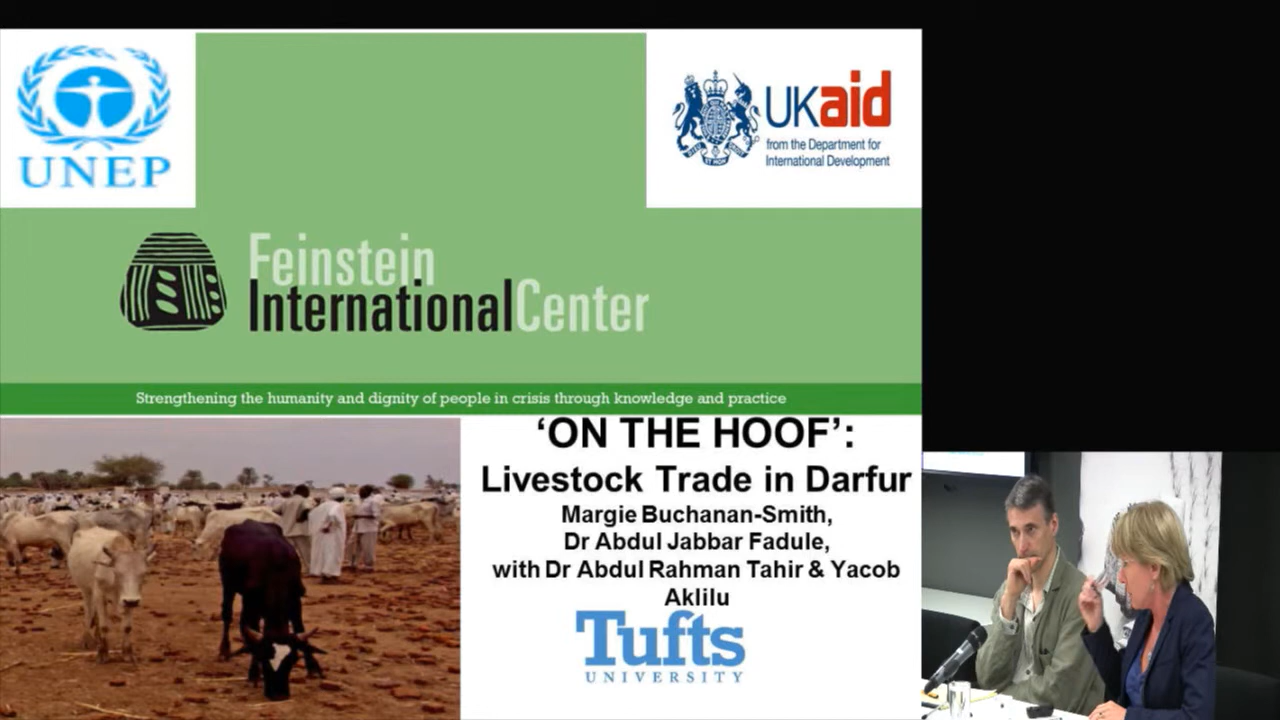 UNEP
UKaid
from the Department for
International Development
Feinstein
InternationalCenter
Strengthening the humanity and dignity of people in crisis through knowledge and practice
‘ON THE HOOF’:
Livestock Trade in Darfur
Margie Buchanan-Smith,
Dr Abdul Jabbar Fadule,
with Dr Abdul Rahman Tahir & Yacob
Aklilu
Tufts
UNIVERSITY